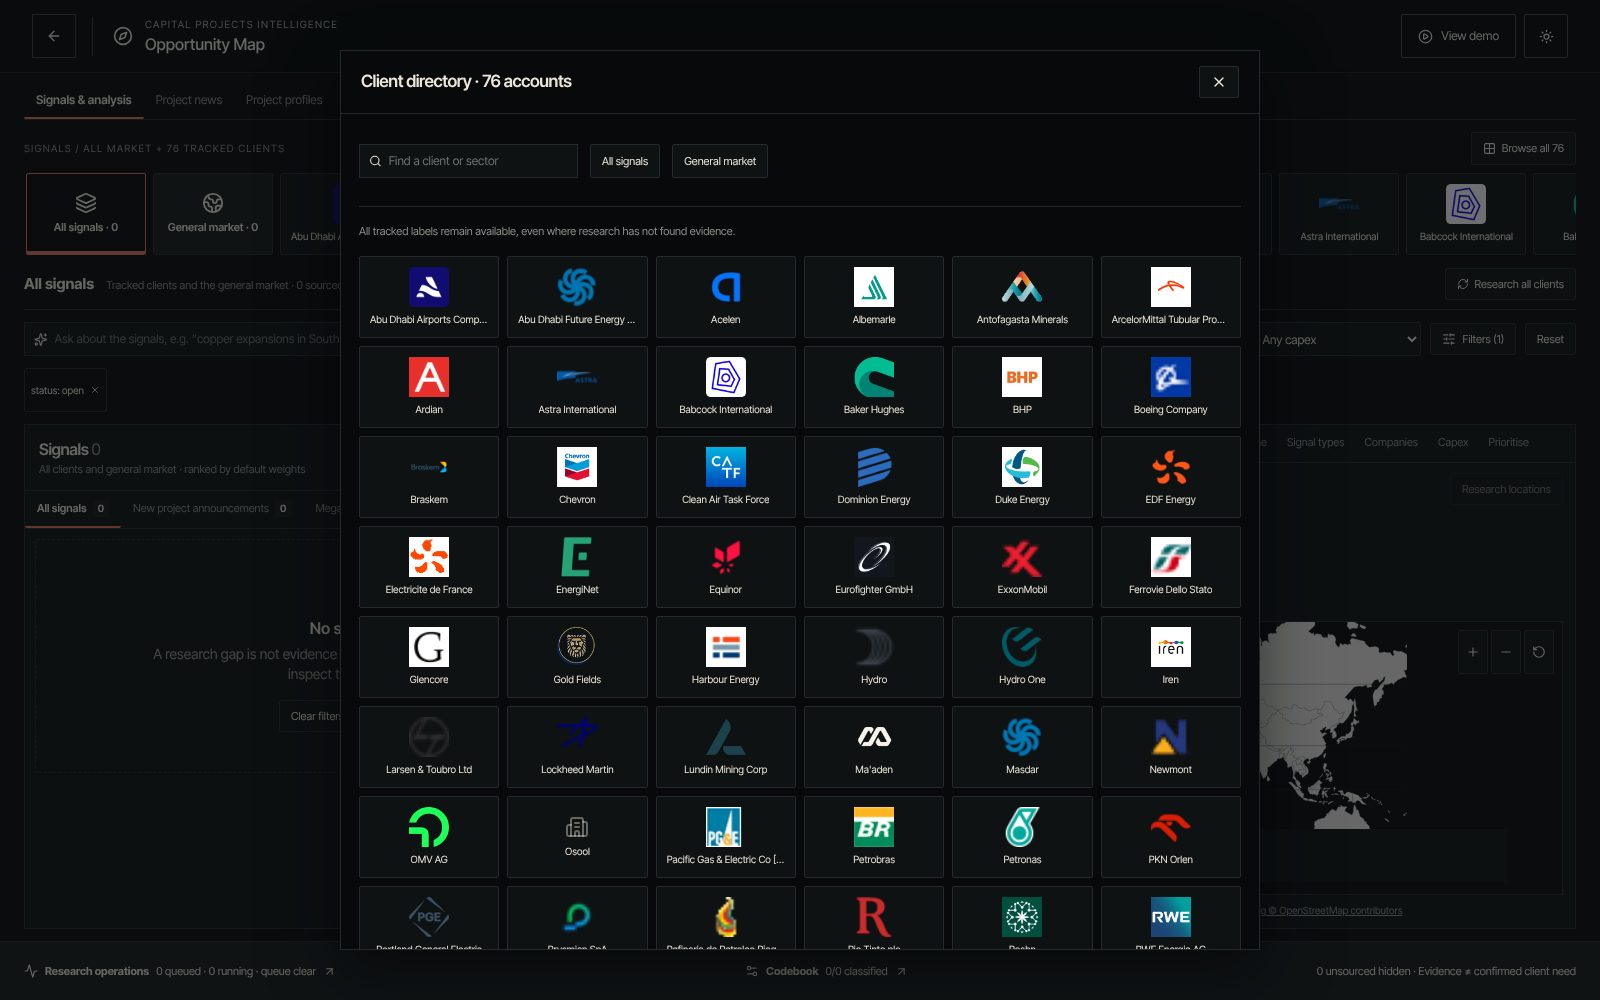 CAPITAL PROJECTS INTELLIGENCE
Opportunity Map
View demo
Client directory · 76 accounts
Signals & analysis
Project news
Project profiles
SIGNALS / ALL MARKET + 76 TRACKED CLIENTS
Browse all 76
Find a client or sector
All signals
General market
All signals · 0
General market · 0
Abu Dhabi
Astra International
Babcock International
All tracked labels remain available, even where research has not found evidence.
All signals
Tracked clients and the general market · 0
Research all clients
Ask about the signals, e.g. "copper expansions in South
Any capex
Filters (1)
Reset
status: open
Signals 0
All clients and general market · ranked by default weights
Signal types
Companies
Capex
Prioritise
Research locations
All signals 0
New project announcements 0
A research gap is not evidence
inspect
Clear
Abu Dhabi Airports Comp...
Abu Dhabi Future Energy ...
Acelen
Albemarle
Antofagasta Minerals
ArcelorMittal Tubular Pro...
A
ASTRA
BHP
Ardian
Astra International
Babcock International
Baker Hughes
BHP
Boeing Company
Braskem
Chevron
CATF
Braskem
Chevron
Clean Air Task Force
Dominion Energy
Duke Energy
EDF Energy
E
Electricite de France
EnergiNet
Equinor
Eurofighter GmbH
ExxonMobil
Ferrovie Dello Stato
G
iren
Glencore
Gold Fields
Harbour Energy
Hydro
Hydro One
Iren
N
Larsen & Toubro Ltd
Lockheed Martin
Lundin Mining Corp
Ma'aden
Masdar
Newmont
PG&E
BR
OMV AG
Osool
Pacific Gas & Electric Co [...
Petrobras
Petronas
PKN Orlen
PGE
R
RWE
© OpenStreetMap contributors
Research operations 0 queued · 0 running · queue clear
Codebook 0/0 classified
0 unsourced hidden · Evidence ≠ confirmed client need